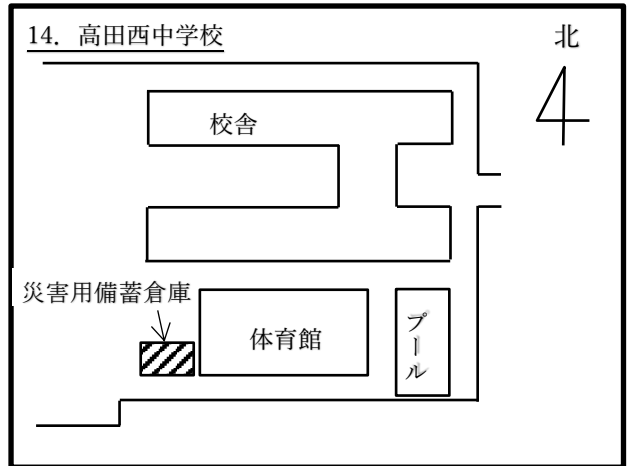 14. 高田西中学校
北
校舎
災害用備蓄倉庫
体育館
プール